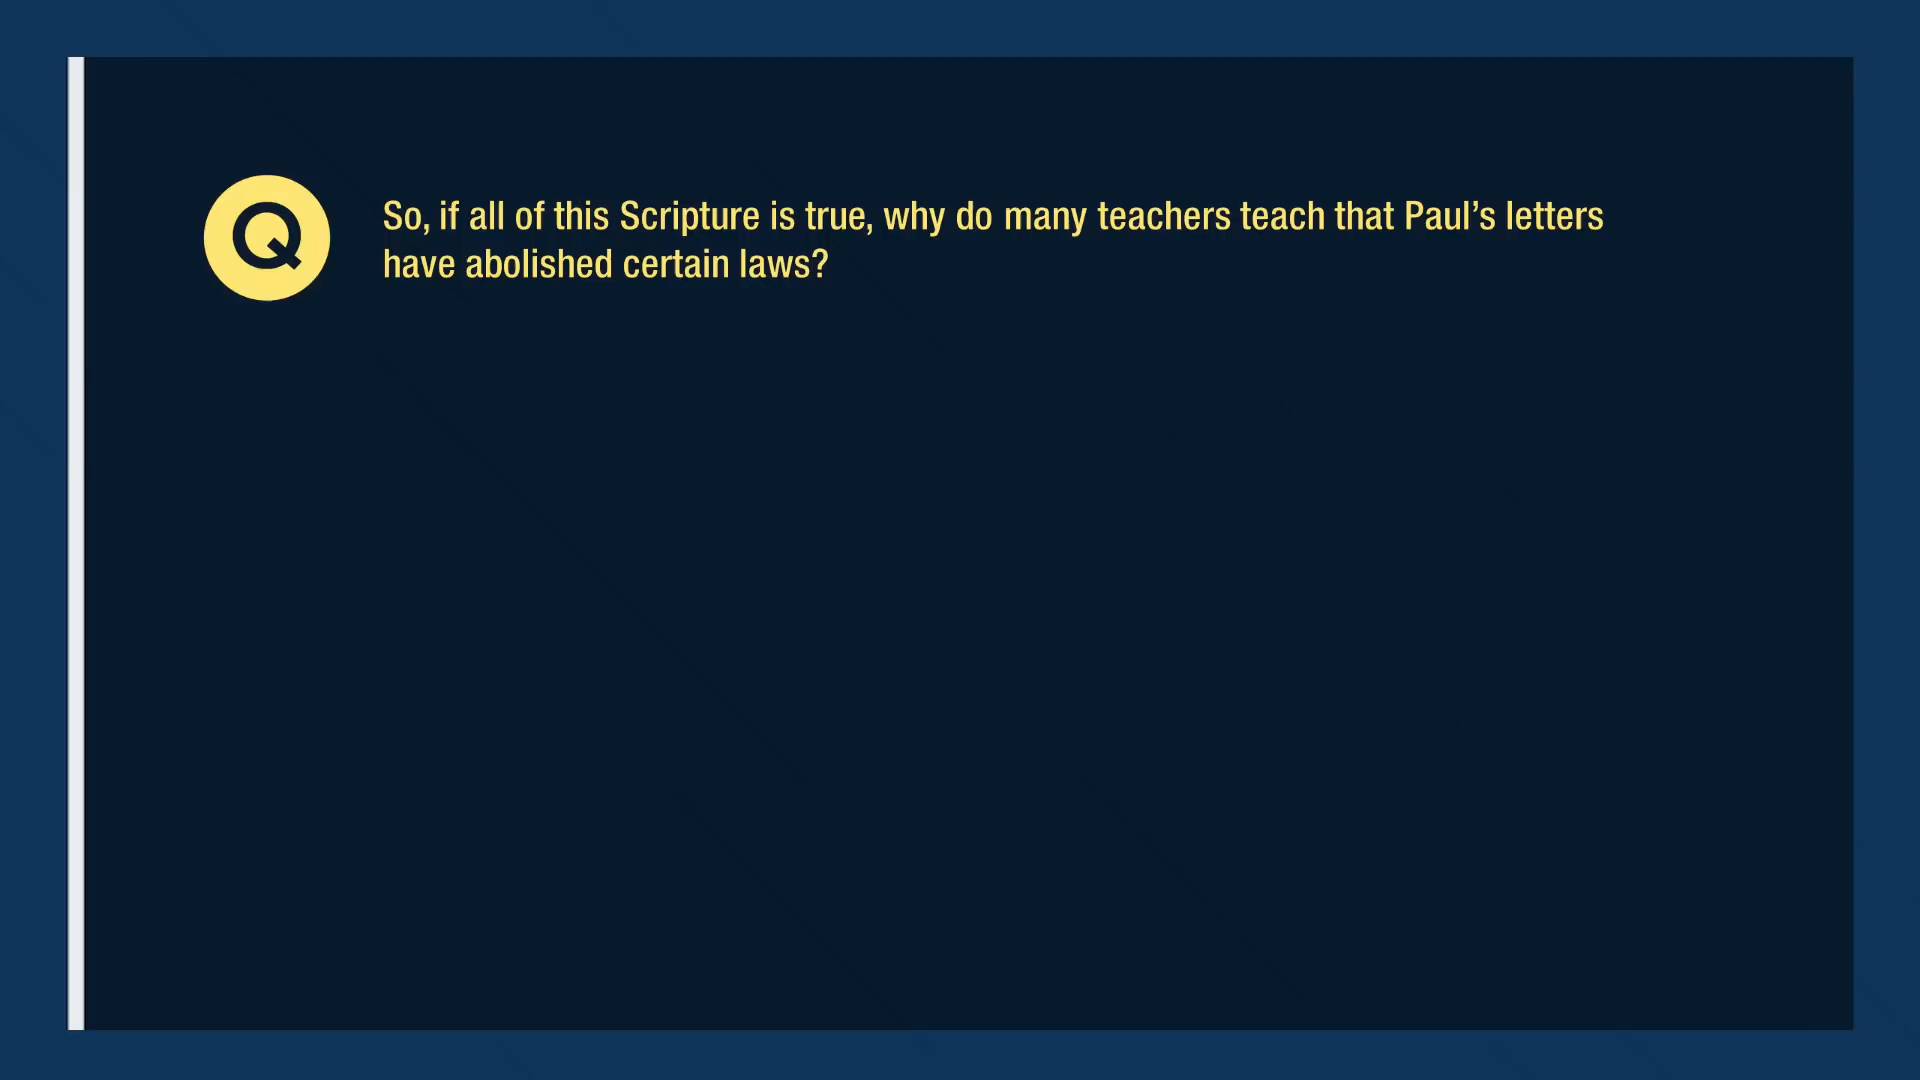 Q
So, if all of this Scripture is true, why do many teachers teach that Paul’s letters
have abolished certain laws?